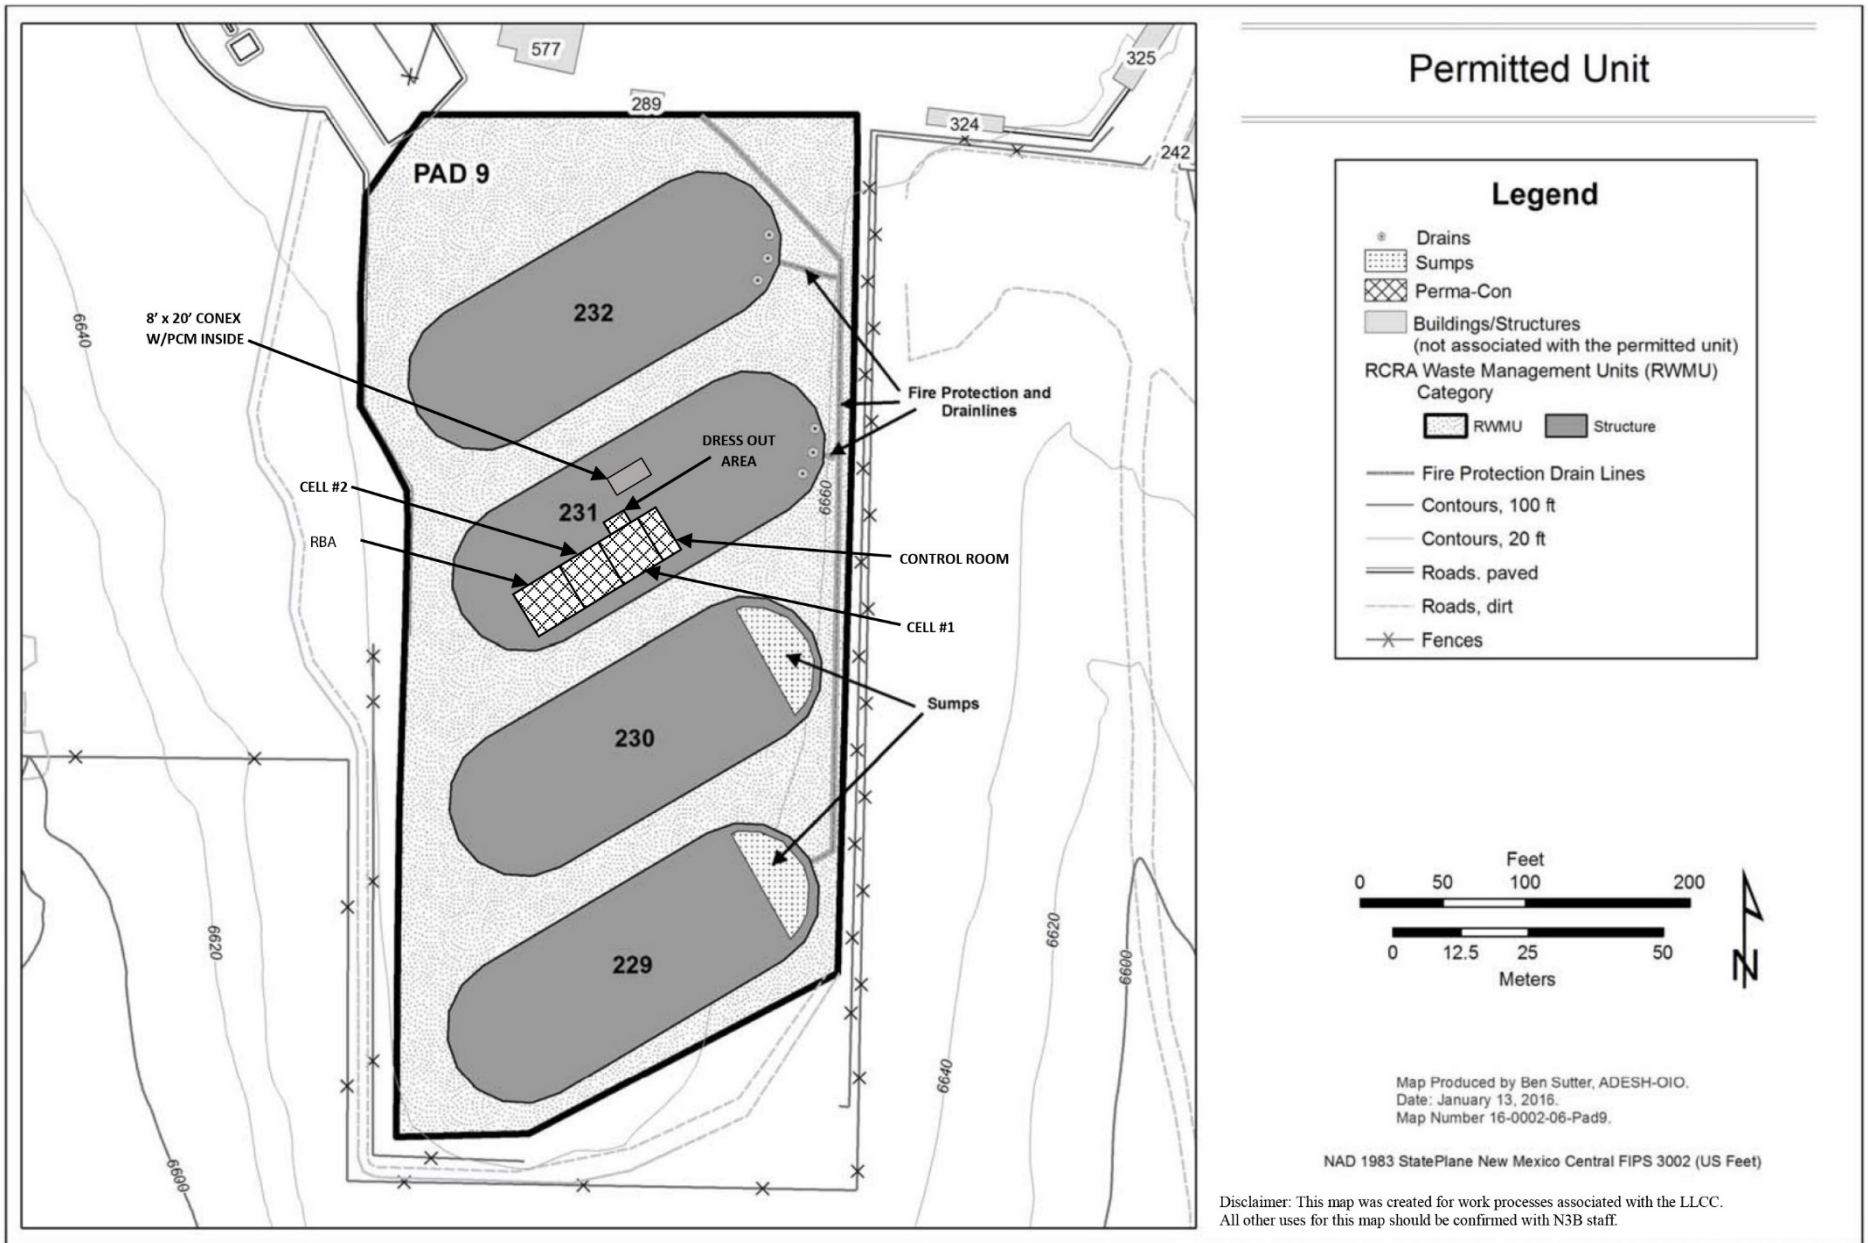 577
325
289
324
242
PAD 9
232
8' x 20' CONEX
W/PCM INSIDE
6640
Fire Protection and
Drainlines
DRESS OUT
AREA
CELL #2
231
6660
RBA
CONTROL ROOM
CELL #1
Sumps
230
229
6620
6620
6600
6640
6600
Permitted Unit
Legend
Drains
Sumps
Perma-Con
Buildings/Structures
(not associated with the permitted unit)
RCRA Waste Management Units (RWMU)
Category
RWMU Structure
Fire Protection Drain Lines
Contours, 100 ft
Contours, 20 ft
Roads. paved
Roads, dirt
Fences
Feet
0 50 100 200
0 12.5 25 50
Meters
N
Map Produced by Ben Sutter, ADESH-OIO.
Date: January 13, 2016.
Map Number 16-0002-06-Pad9.
NAD 1983 StatePlane New Mexico Central FIPS 3002 (US Feet)
Disclaimer: This map was created for work processes associated with the LLCC.
All other uses for this map should be confirmed with N3B staff.